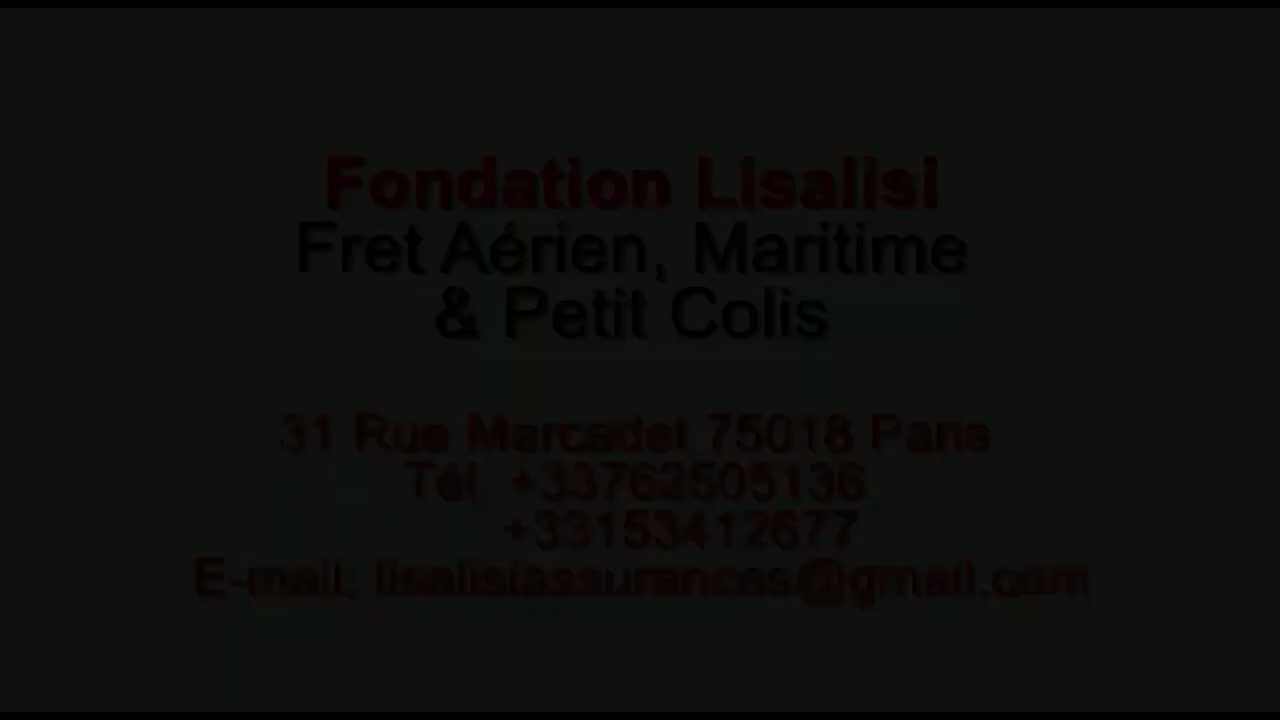 Fondation Lisalisi
Fret Aérien, Maritime
& Petit Colis
31 Rue Marcadet 75018 Paris
Tél. +33762505136
+33153412677
E-mail; lisalisiassurances@gmail.com